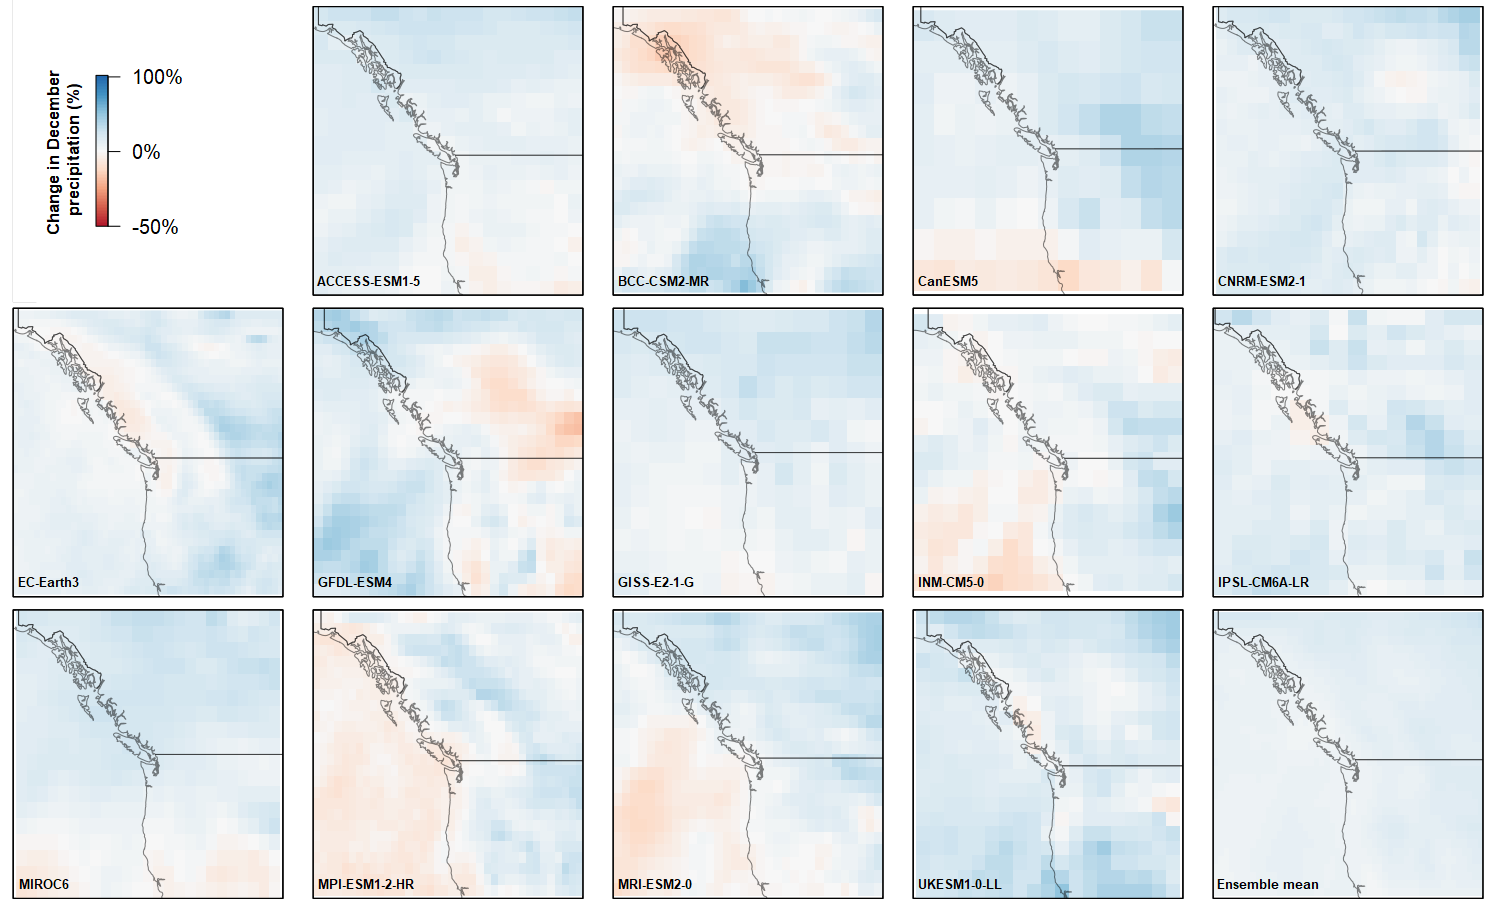 Change in December
precipitation (%)
100%
0%
-50%
ACCESS-ESM1-5
BCC-CSM2-MR
CanESM5
CNRM-ESM2-1
EC-Earth3
GFDL-ESM4
GISS-E2-1-G
INM-CM5-0
IPSL-CM6A-LR
MIROC6
MPI-ESM1-2-HR
MRI-ESM2-0
UKESM1-0-LL
Ensemble mean